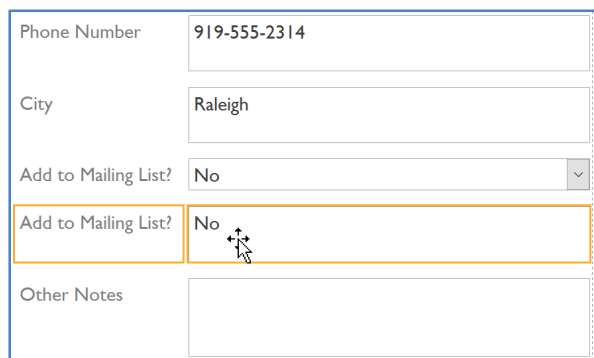 Phone Number 919-555-2314
City Raleigh
Add to Mailing List? No
Add to Mailing List? No
Other Notes